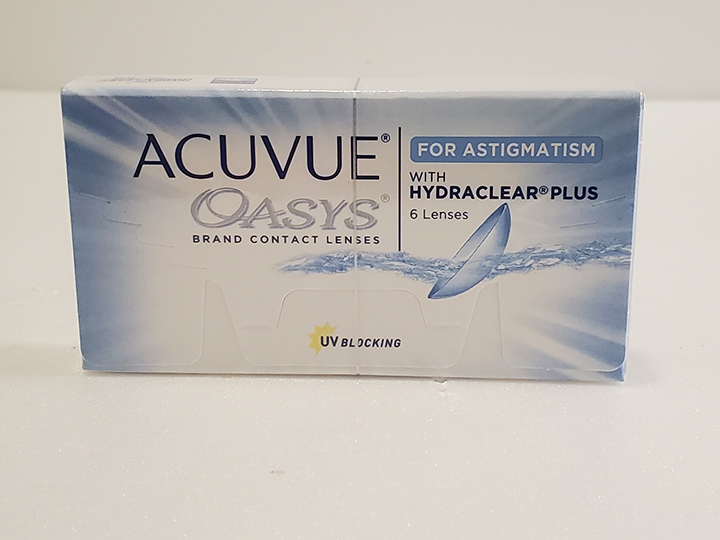 ACUVUE®
OASYS®
BRAND CONTACT LENSES
FOR ASTIGMATISM
WITH
HYDRACLEAR® PLUS
6 Lenses
UV BLOCKING